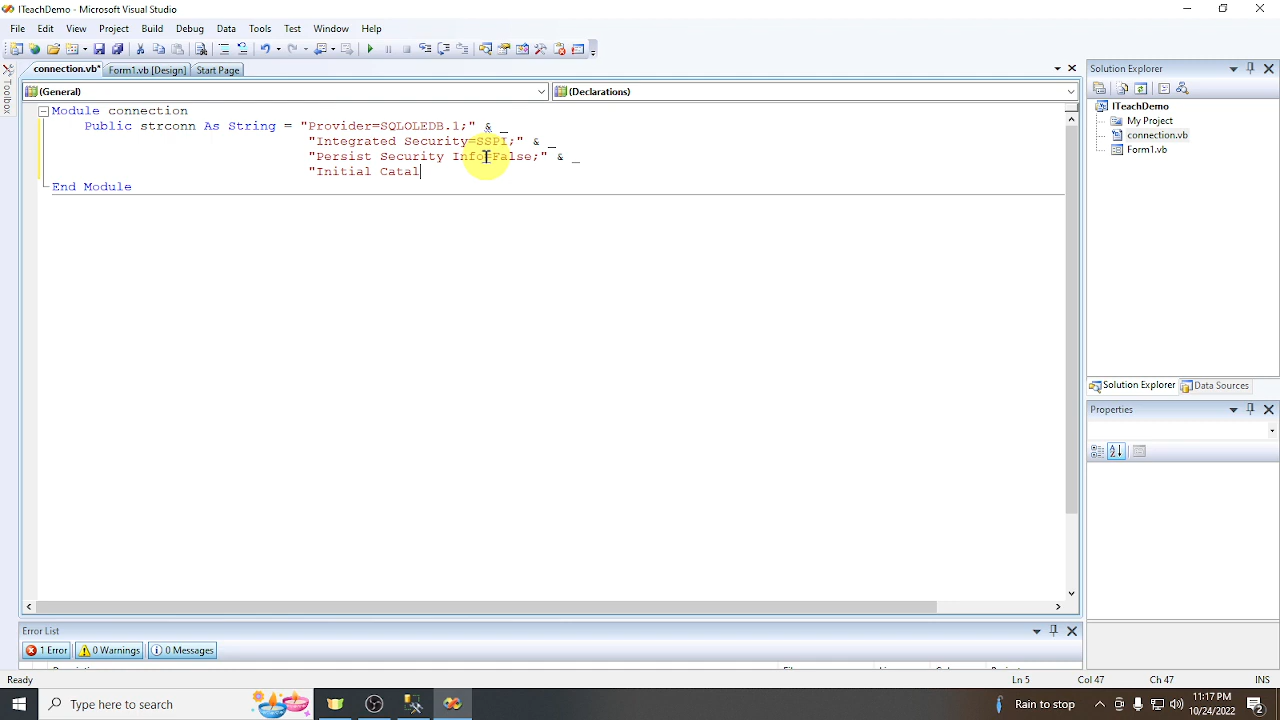 ITeachDemo - Microsoft Visual Studio
File Edit View Project Build Debug Data Tools Test Window Help
connection.vb* Form1.vb [Design] Start Page
Toolbox
(General) (Declarations)
Module connection
Public strconn As String = "Provider=SQLOLEDB.1;" & _
"Integrated Security=SSPI;" & _
"Persist Security Info=False;" & _
"Initial Catal
End Module
Solution Explorer
ITeachDemo
My Project
connection.vb
Form1.vb
Solution Explorer Data Sources
Properties
Error List
1 Error 0 Warnings 0 Messages
Ready Ln 5 Col 47 Ch 47 INS
Type here to search
Rain to stop
11:17 PM
10/24/2022
2